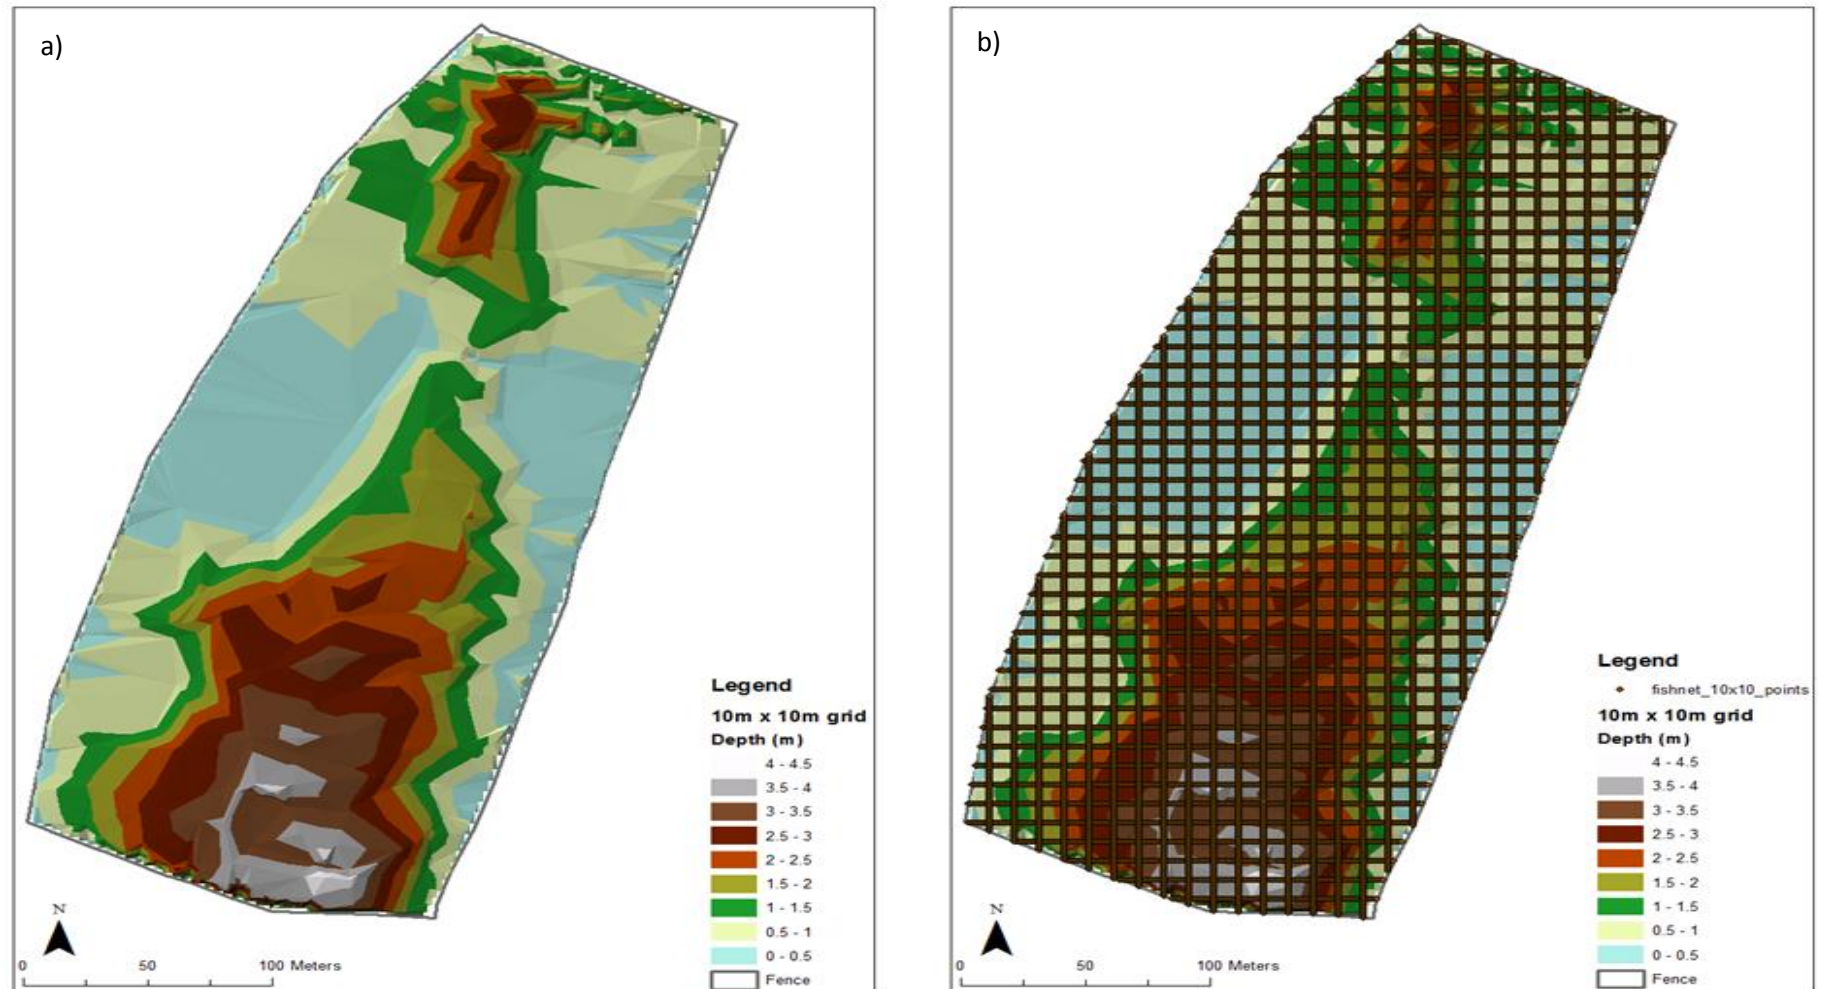 a)
Legend
10m x 10m grid
Depth (m)
4 - 4.5
3.5 - 4
3 - 3.5
2.5 - 3
2 - 2.5
1.5 - 2
1 - 1.5
0.5 - 1
0 - 0.5
Fence
N
0 50 100 Meters
b)
Legend
fishnet_10x10_points
10m x 10m grid
Depth (m)
4 - 4.5
3.5 - 4
3 - 3.5
2.5 - 3
2 - 2.5
1.5 - 2
1 - 1.5
0.5 - 1
0 - 0.5
Fence
N
0 50 100 Meters